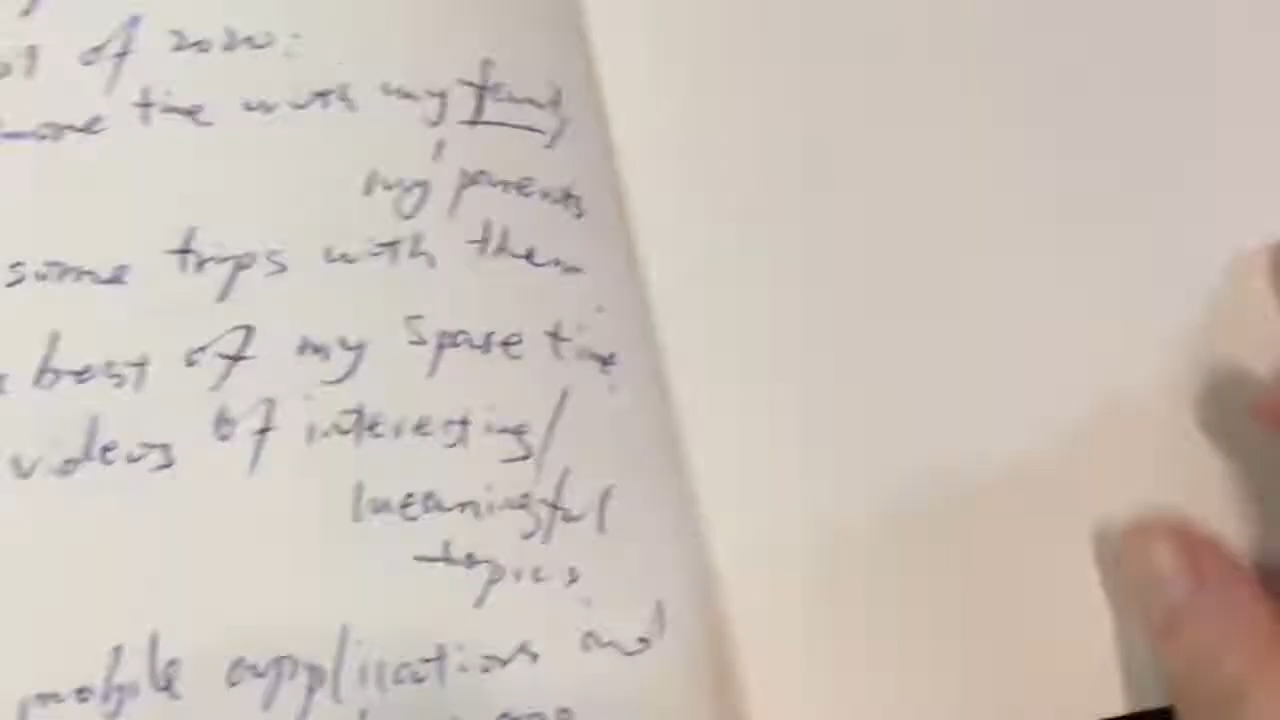 of 2020:
more time with my family
my parents
some trips with them
best of my spare time
videos of interesting/
meaningful
topics.
mobile application and